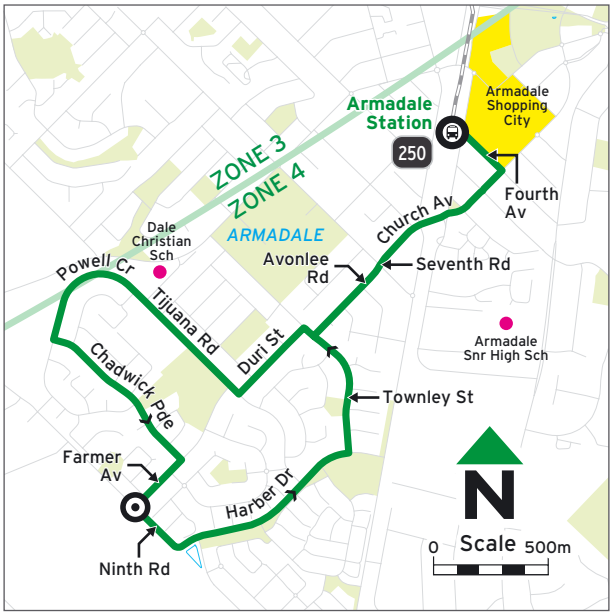 Armadale
Station
250
Armadale
Shopping
City
ZONE 3
ZONE 4
Fourth
Av
Church Av
Dale
Christian
Sch
ARMADALE
Avonlee
Rd
Seventh Rd
Powell Cr
Tijuana Rd
Duri St
Armadale
Snr High Sch
Chadwick Pde
Townley St
Farmer
Av
Harber Dr
N
Ninth Rd
Scale
0
500m